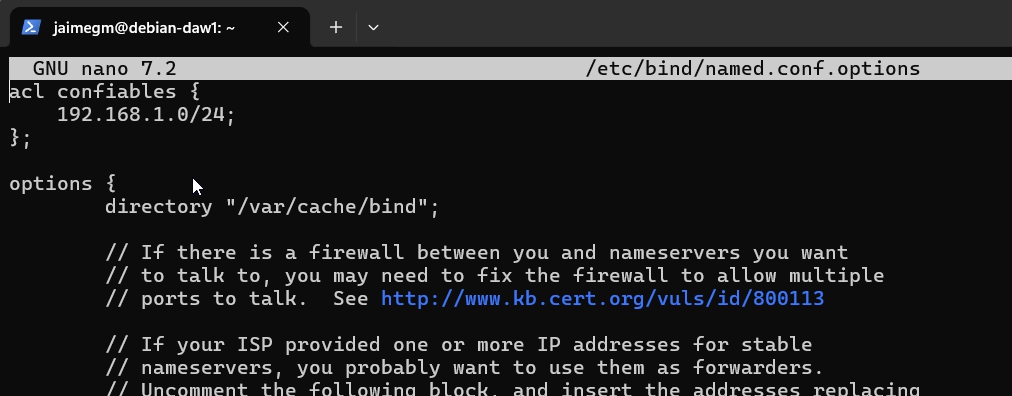 jaimegm@debian-daw1: ~
GNU nano 7.2 /etc/bind/named.conf.options
acl confiables {
    192.168.1.0/24;
};
options {
        directory "/var/cache/bind";
        // If there is a firewall between you and nameservers you want
        // to talk to, you may need to fix the firewall to allow multiple
        // ports to talk.  See http://www.kb.cert.org/vuls/id/800113
        // If your ISP provided one or more IP addresses for stable
        // nameservers, you probably want to use them as forwarders.
        // Uncomment the following block, and insert the addresses replacing